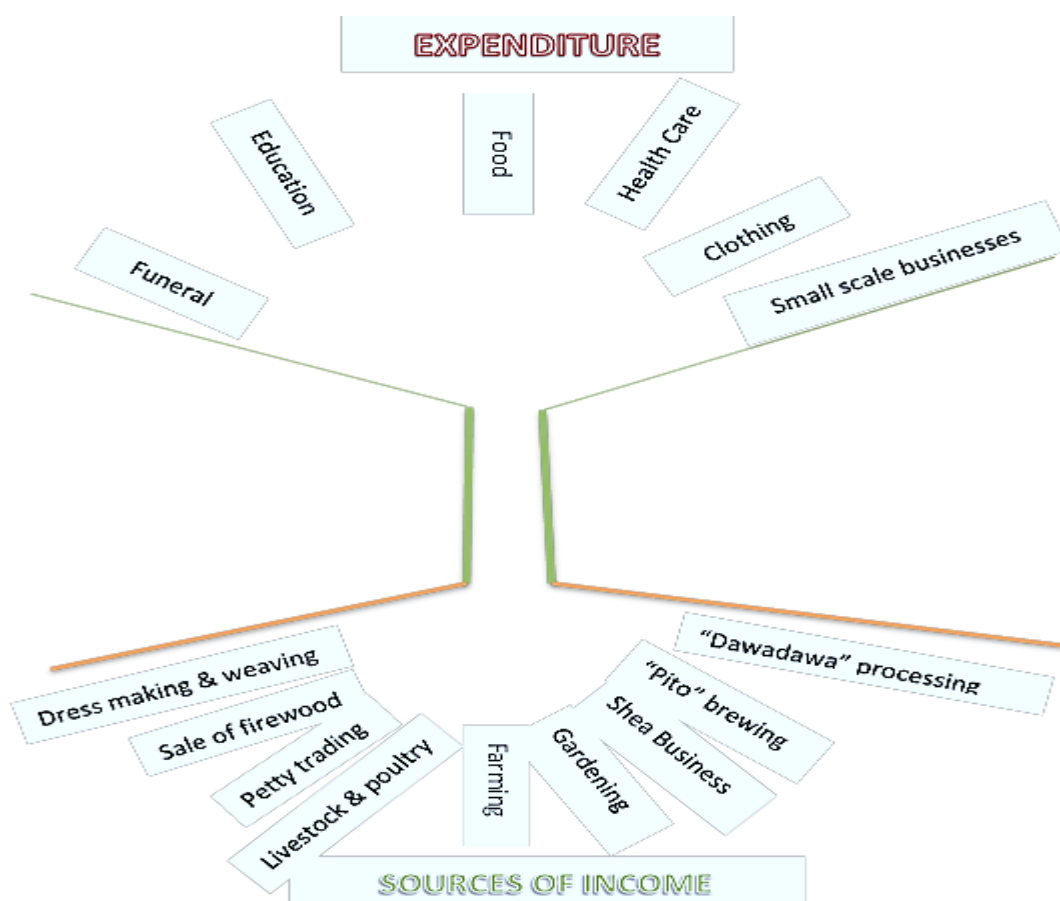 EXPENDITURE
Funeral
Education
Food
Health Care
Clothing
Small scale businesses
Dress making & weaving
Sale of firewood
Petty trading
Livestock & poultry
Farming
Gardening
Shea Business
"Pito" brewing
"Dawadawa" processing
SOURCES OF INCOME